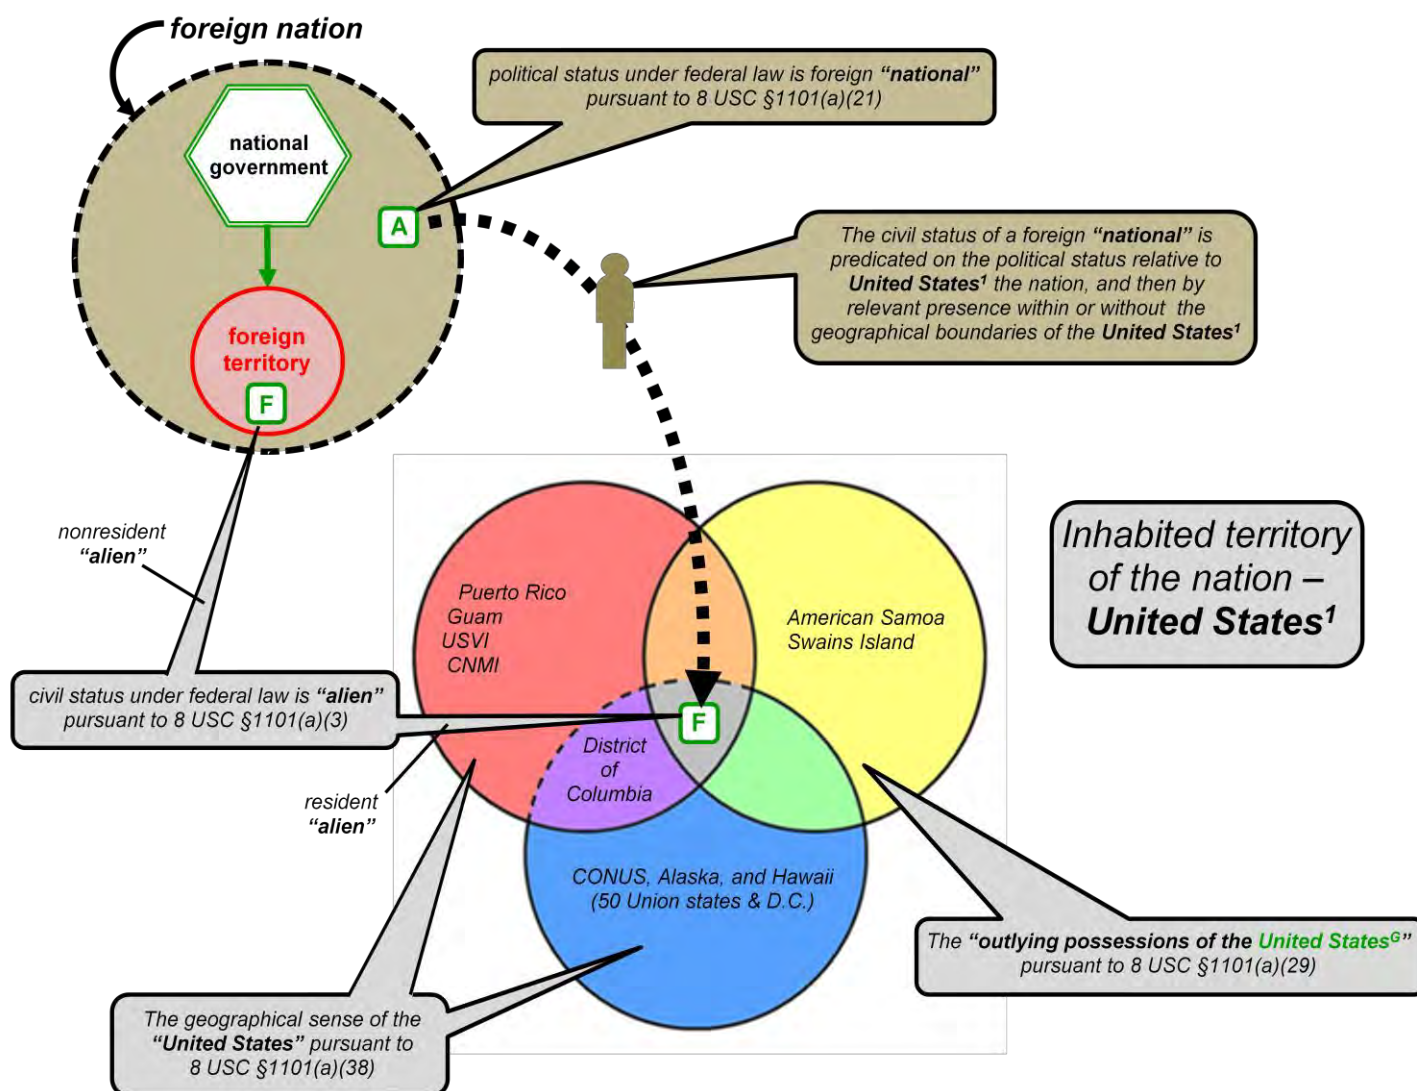 foreign nation
national
government
A
foreign
territory
F
political status under federal law is foreign “national”
pursuant to 8 USC §1101(a)(21)
The civil status of a foreign “national” is
predicated on the political status relative to
United States¹ the nation, and then by
relevant presence within or without the
geographical boundaries of the United States¹
nonresident
“alien”
civil status under federal law is “alien”
pursuant to 8 USC §1101(a)(3)
resident
“alien”
Puerto Rico
Guam
USVI
CNMI
American Samoa
Swains Island
F
District
of
Columbia
CONUS, Alaska, and Hawaii
(50 Union states & D.C.)
Inhabited territory
of the nation –
United States¹
The “outlying possessions of the United Statesᴳ”
pursuant to 8 USC §1101(a)(29)
The geographical sense of the
“United States” pursuant to
8 USC §1101(a)(38)